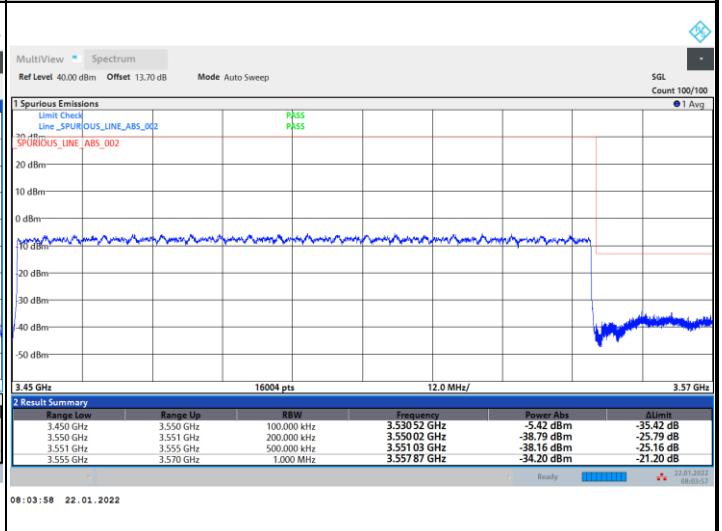 MultiView Spectrum
Ref Level 40.00 dBm Offset 13.70 dB Mode Auto Sweep SGL
Count 100/100
1 Spurious Emissions 1 Avg
Limit Check PASS
Line _SPURIOUS_LINE_ABS_002 PASS
30 dBm
_SPURIOUS_LINE_ABS_002
20 dBm
10 dBm
0 dBm
-10 dBm
-20 dBm
-30 dBm
-40 dBm
-50 dBm
3.45 GHz 16004 pts 12.0 MHz/ 3.57 GHz
2 Result Summary
Range Low Range Up RBW Frequency Power Abs ΔLimit
3.450 GHz 3.550 GHz 100.000 kHz 3.530 52 GHz -5.42 dBm -35.42 dB
3.550 GHz 3.551 GHz 200.000 kHz 3.550 02 GHz -38.79 dBm -25.79 dB
3.551 GHz 3.555 GHz 500.000 kHz 3.551 03 GHz -38.16 dBm -25.16 dB
3.555 GHz 3.570 GHz 1.000 MHz 3.557 87 GHz -34.20 dBm -21.20 dB
Ready 22.01.2022
08:03:57
08:03:58 22.01.2022